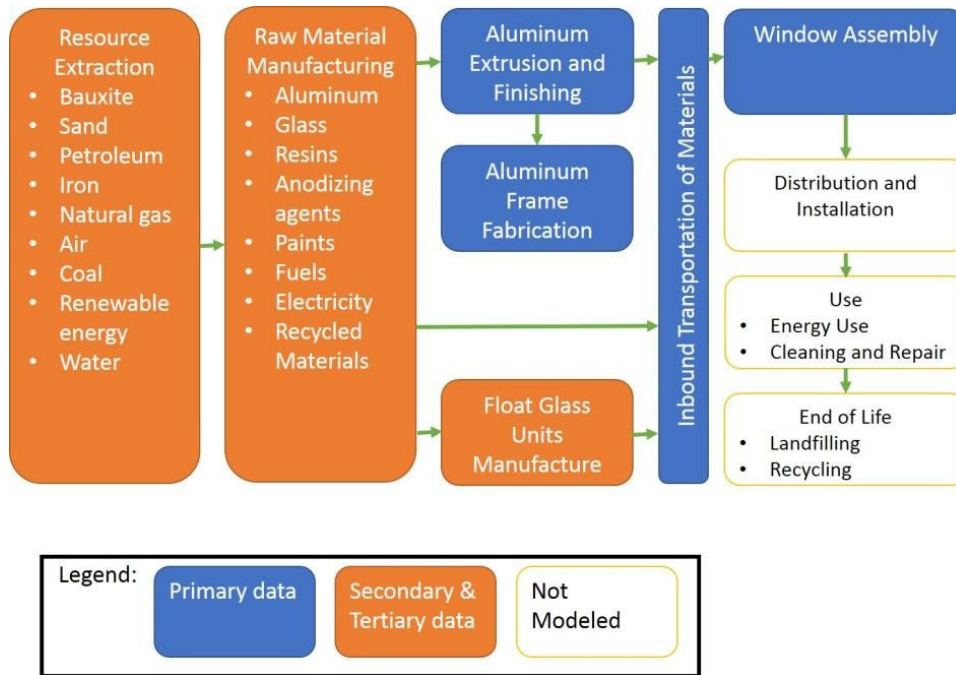 Resource
Extraction
• Bauxite
• Sand
• Petroleum
• Iron
• Natural gas
• Air
• Coal
• Renewable
energy
• Water
Raw Material
Manufacturing
• Aluminum
• Glass
• Resins
• Anodizing
agents
• Paints
• Fuels
• Electricity
• Recycled
Materials
Aluminum
Extrusion and
Finishing
Aluminum
Frame
Fabrication
Float Glass
Units
Manufacture
Inbound Transportation of Materials
Window Assembly
Distribution and
Installation
Use
• Energy Use
• Cleaning and Repair
End of Life
• Landfilling
• Recycling
Legend:
Primary data
Secondary &
Tertiary data
Not
Modeled